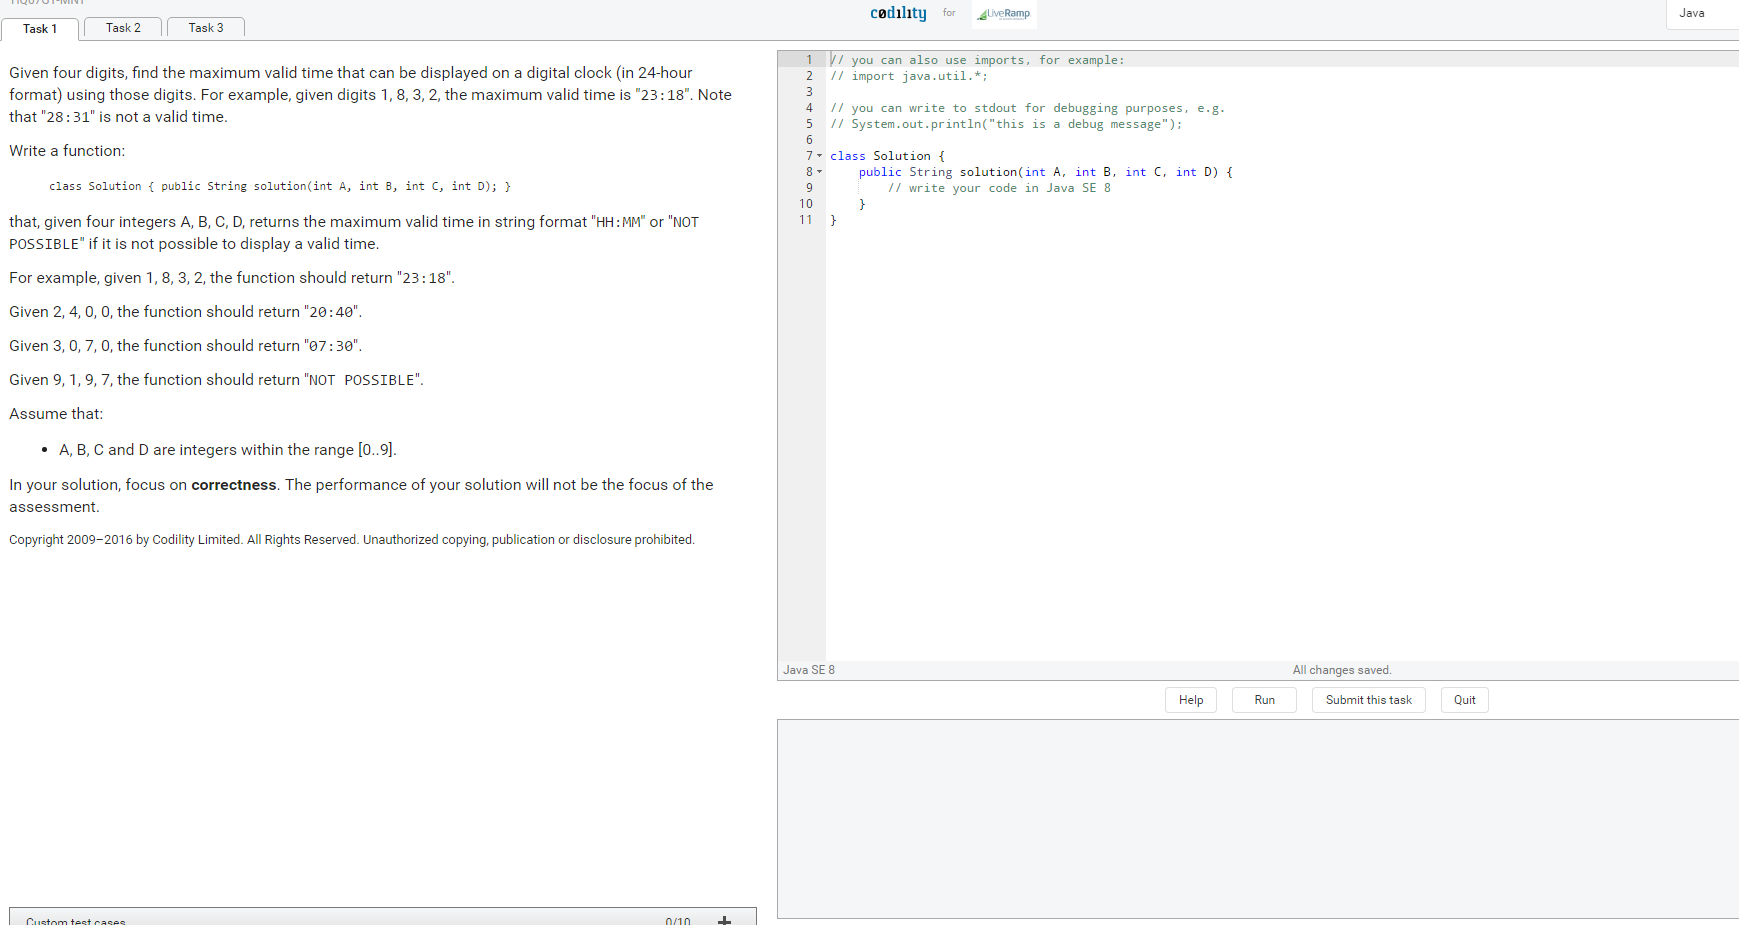 Task 1
Task 2
Task 3
codility for LiveRamp
Java
Given four digits, find the maximum valid time that can be displayed on a digital clock (in 24-hour
format) using those digits. For example, given digits 1, 8, 3, 2, the maximum valid time is "23:18". Note
that "28:31" is not a valid time.
Write a function:
class Solution { public String solution(int A, int B, int C, int D); }
that, given four integers A, B, C, D, returns the maximum valid time in string format "HH:MM" or "NOT
POSSIBLE" if it is not possible to display a valid time.
For example, given 1, 8, 3, 2, the function should return "23:18".
Given 2, 4, 0, 0, the function should return "20:40".
Given 3, 0, 7, 0, the function should return "07:30".
Given 9, 1, 9, 7, the function should return "NOT POSSIBLE".
Assume that:
• A, B, C and D are integers within the range [0..9].
In your solution, focus on correctness. The performance of your solution will not be the focus of the
assessment.
Copyright 2009–2016 by Codility Limited. All Rights Reserved. Unauthorized copying, publication or disclosure prohibited.
Custom test cases 0/10 +
1 // you can also use imports, for example:
2 // import java.util.*;
3
4 // you can write to stdout for debugging purposes, e.g.
5 // System.out.println("this is a debug message");
6
7 class Solution {
8 public String solution(int A, int B, int C, int D) {
9 // write your code in Java SE 8
10 }
11 }
Java SE 8
All changes saved.
Help
Run
Submit this task
Quit